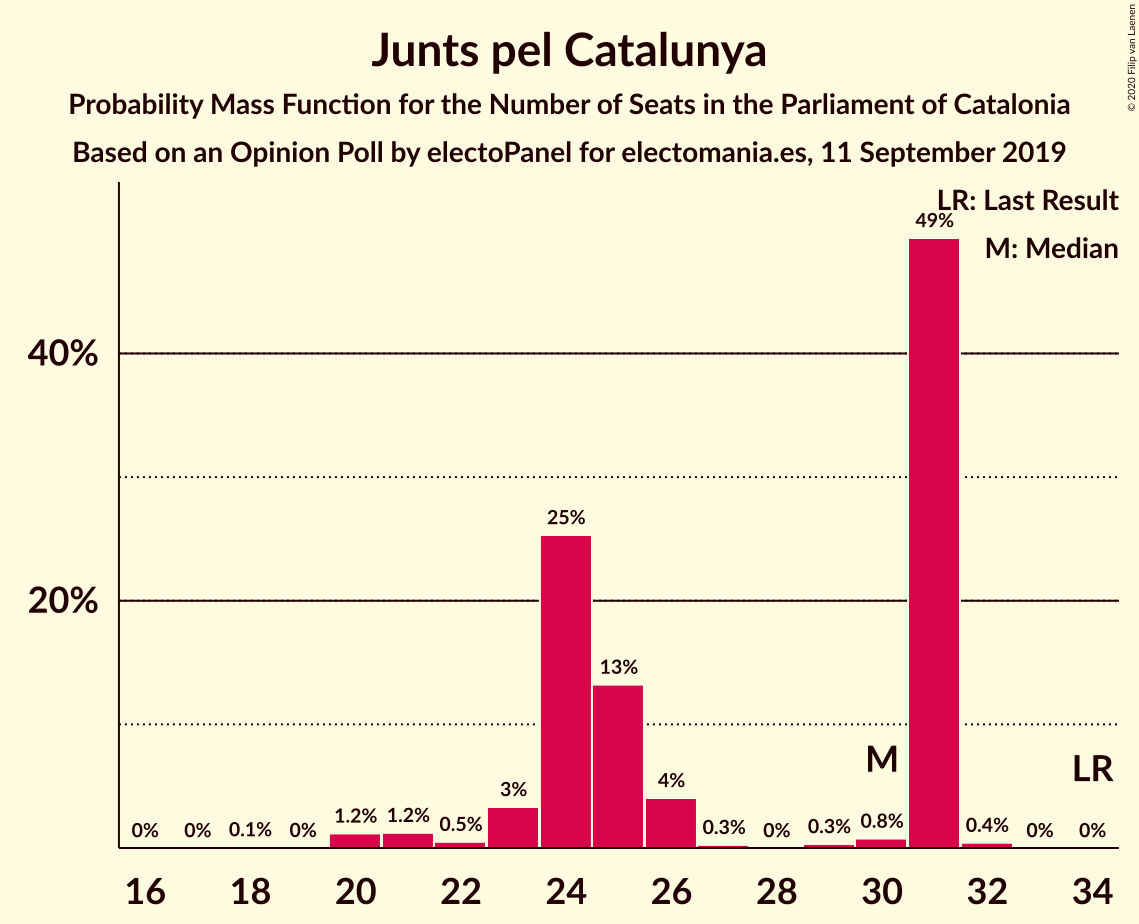 Junts pel Catalunya
Probability Mass Function for the Number of Seats in the Parliament of Catalonia
Based on an Opinion Poll by electoPanel for electomania.es, 11 September 2019
© 2020 Filip van Laenen
LR: Last Result
M: Median
40%
20%
0%
0%
0.1%
0%
1.2%
1.2%
0.5%
3%
25%
13%
4%
0.3%
0%
0.3%
0.8%
49%
0.4%
0%
0%
M
LR
16 18 20 22 24 26 28 30 32 34